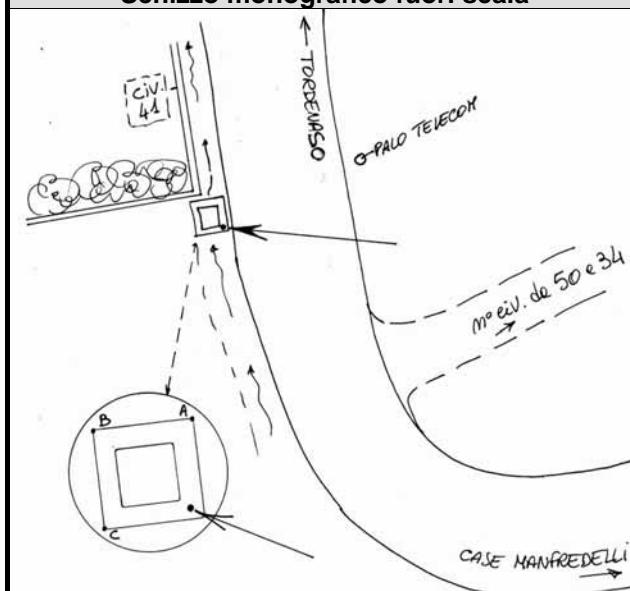 Schizzo monografico fuori scala
CIV.
41
TORDENASO
PALO TELECOM
n° civ. da 50 e 34
A
B
C
CASE MANFREDELLI